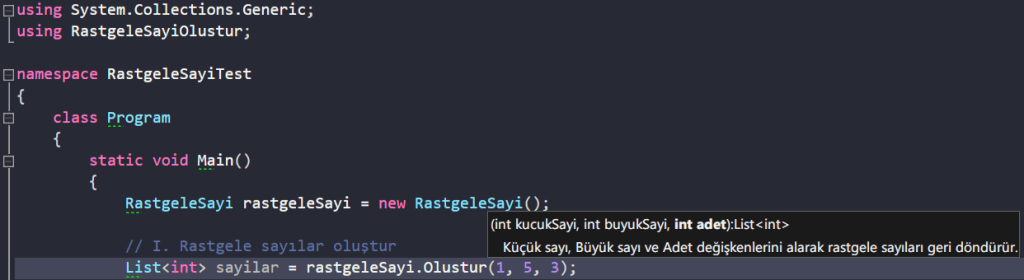 using System.Collections.Generic;
using RastgeleSayiOlustur;
namespace RastgeleSayiTest
{
class Program
{
static void Main()
{
RastgeleSayi rastgeleSayi = new RastgeleSayi();
(int kucukSayi, int buyukSayi, int adet):List<int>
Küçük sayı, Büyük sayı ve Adet değişkenlerini alarak rastgele sayıları geri döndürür.
// I. Rastgele sayılar oluştur
List<int> sayilar = rastgeleSayi.Olustur(1, 5, 3);